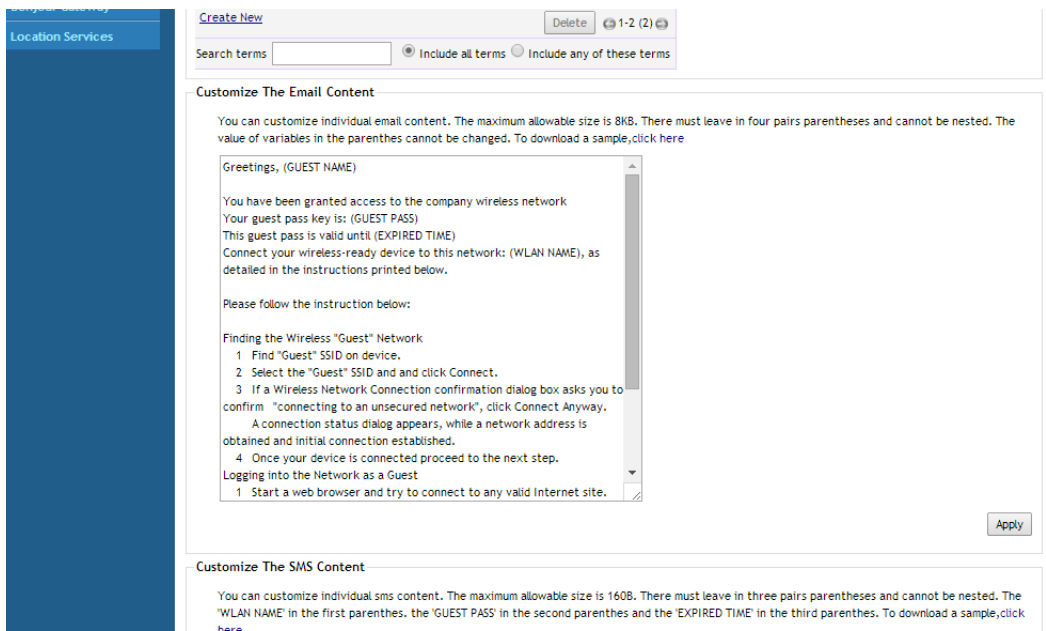 Bonjour Gateway
Location Services
Create New
Delete 1-2 (2)
Search terms Include all terms Include any of these terms
Customize The Email Content
You can customize individual email content. The maximum allowable size is 8KB. There must leave in four pairs parentheses and cannot be nested. The
value of variables in the parenthes cannot be changed. To download a sample,click here
Greetings, (GUEST NAME)
You have been granted access to the company wireless network
Your guest pass key is: (GUEST PASS)
This guest pass is valid until (EXPIRED TIME)
Connect your wireless-ready device to this network: (WLAN NAME), as
detailed in the instructions printed below.
Please follow the instruction below:
Finding the Wireless "Guest" Network
1 Find "Guest" SSID on device.
2 Select the "Guest" SSID and and click Connect.
3 If a Wireless Network Connection confirmation dialog box asks you to
confirm "connecting to an unsecured network", click Connect Anyway.
A connection status dialog appears, while a network address is
obtained and initial connection established.
4 Once your device is connected proceed to the next step.
Logging into the Network as a Guest
1 Start a web browser and try to connect to any valid Internet site.
Apply
Customize The SMS Content
You can customize individual sms content. The maximum allowable size is 160B. There must leave in three pairs parentheses and cannot be nested. The
'WLAN NAME' in the first parenthes. the 'GUEST PASS' in the second parenthes and the 'EXPIRED TIME' in the third parenthes. To download a sample,click
here